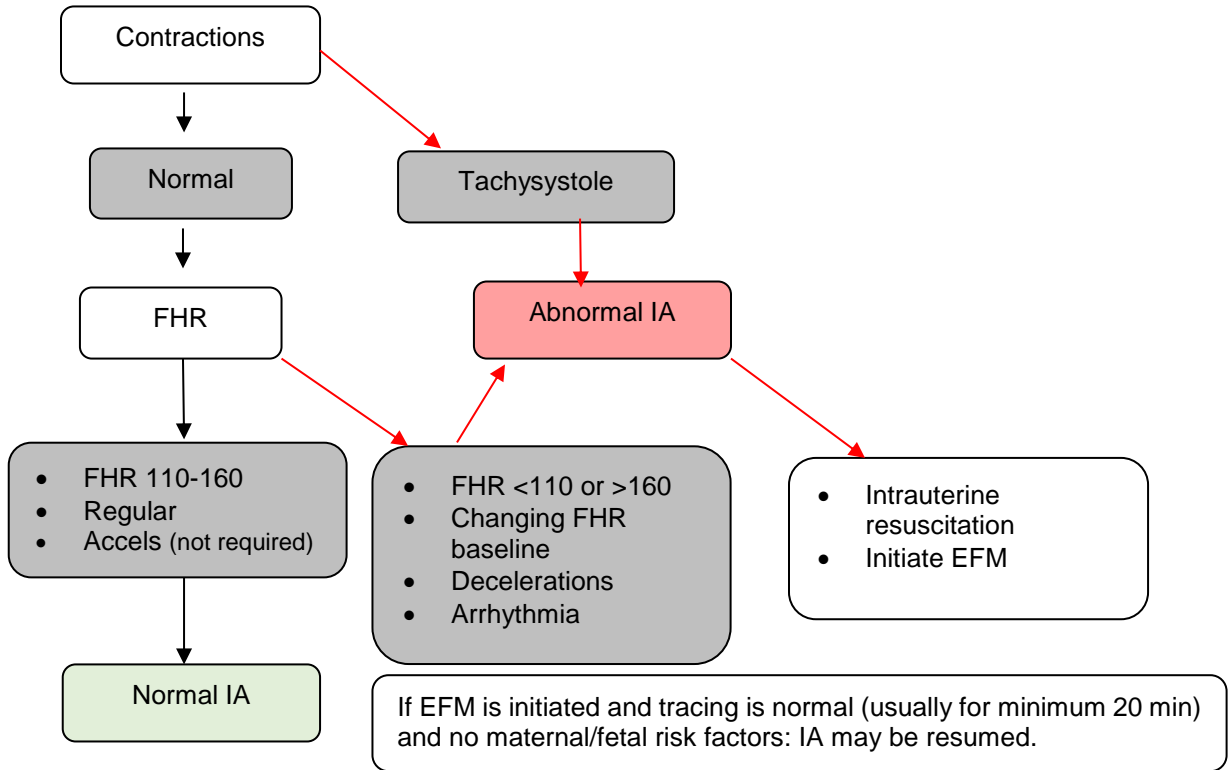 Contractions
Normal
Tachysystole
FHR
Abnormal IA
• FHR 110-160
• Regular
• Accels (not required)
• FHR <110 or >160
• Changing FHR
baseline
• Decelerations
• Arrhythmia
• Intrauterine
resuscitation
• Initiate EFM
Normal IA
If EFM is initiated and tracing is normal (usually for minimum 20 min)
and no maternal/fetal risk factors: IA may be resumed.